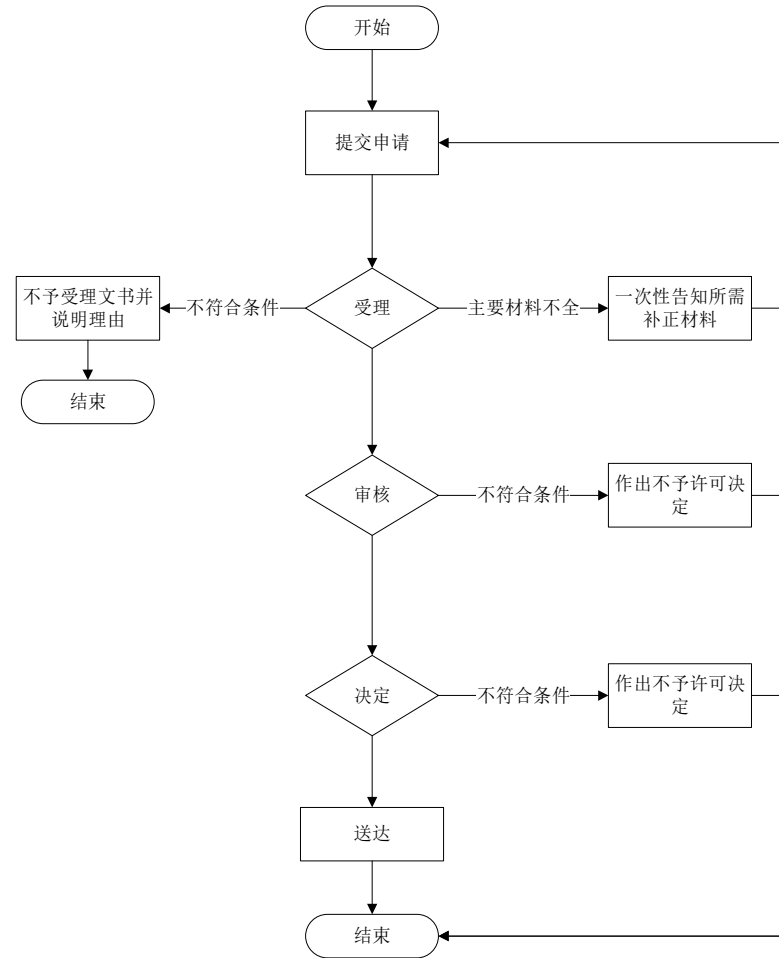 开始
提交申请
不予受理文书并
说明理由
不符合条件
受理
主要材料不全
一次性告知所需
补正材料
结束
审核
不符合条件
作出不予许可决
定
决定
不符合条件
作出不予许可决
定
送达
结束